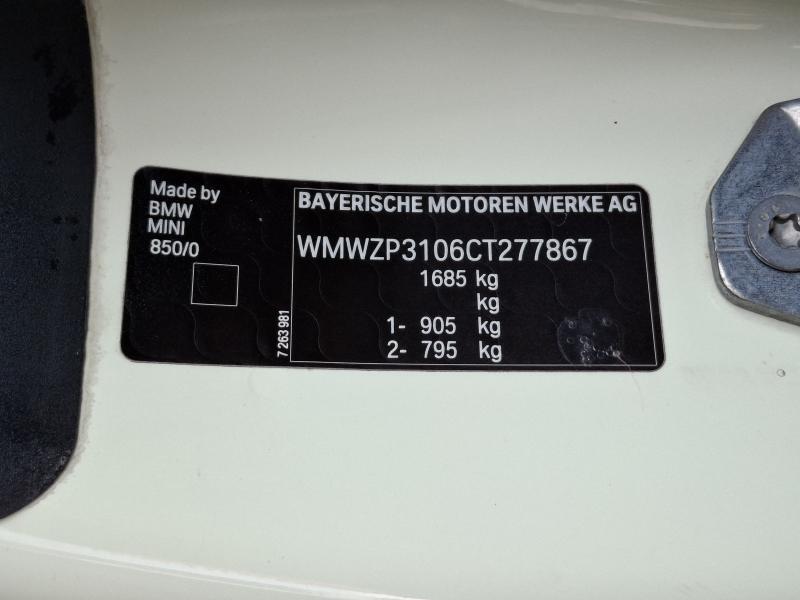 Made by
BMW
MINI
850/0
7 263 981
BAYERISCHE MOTOREN WERKE AG
WMWZP3106CT277867
1685 kg
kg
1- 905 kg
2- 795 kg